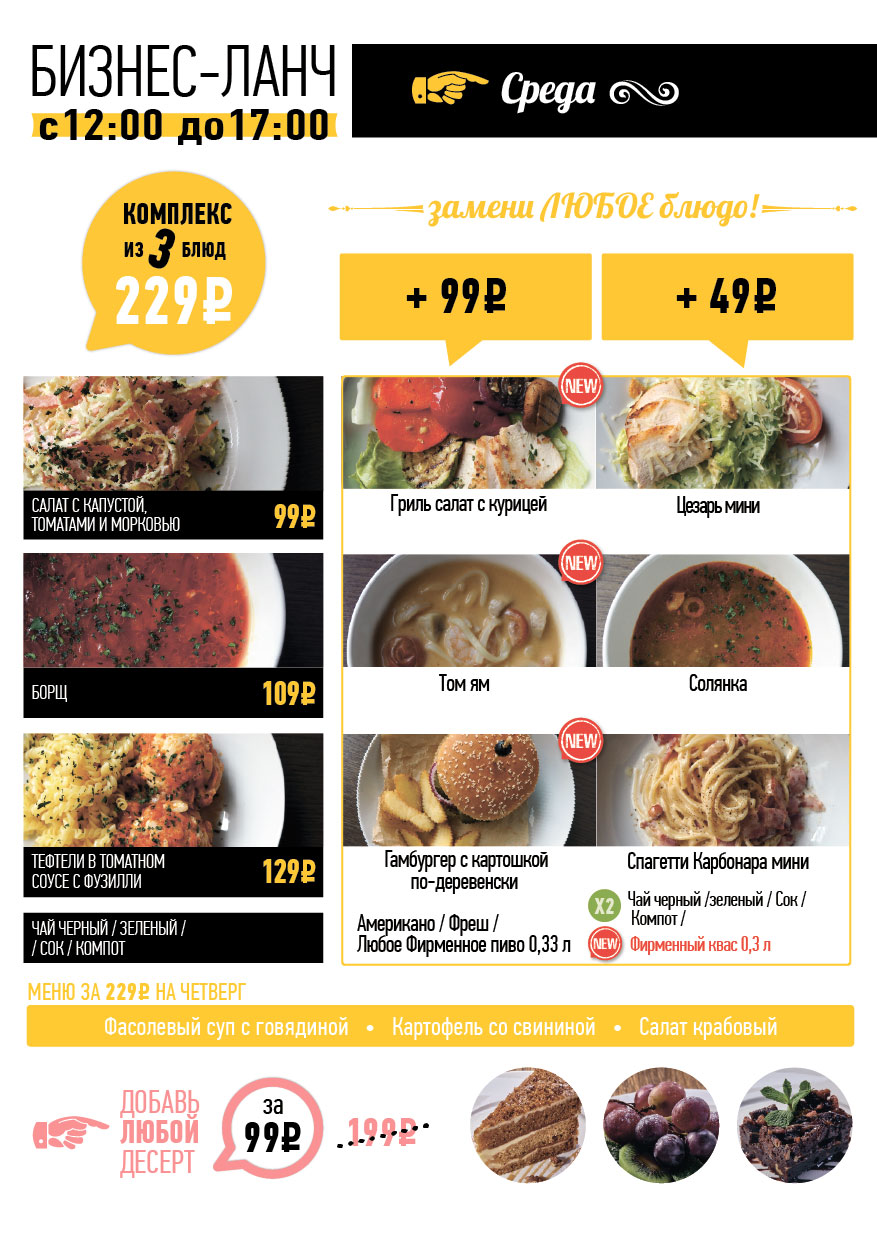 БИЗНЕС-ЛАНЧ
с 12:00 до 17:00
Среда
КОМПЛЕКС
ИЗ 3 БЛЮД
229₽
замени ЛЮБОЕ блюдо!
+ 99₽
+ 49₽
САЛАТ С КАПУСТОЙ,
ТОМАТАМИ И МОРКОВЬЮ
99₽
NEW
Гриль салат с курицей
Цезарь мини
БОРЩ
109₽
NEW
Том ям
Солянка
ТЕФТЕЛИ В ТОМАТНОМ
СОУСЕ С ФУЗИЛЛИ
129₽
NEW
Гамбургер с картошкой
по-деревенски
Спагетти Карбонара мини
ЧАЙ ЧЕРНЫЙ / ЗЕЛЕНЫЙ /
/ СОК / КОМПОТ
Американо / Фреш /
Любое Фирменное пиво 0,33 л
X2
Чай черный /зеленый / Сок /
Компот /
NEW
Фирменный квас 0,3 л
МЕНЮ ЗА 229₽ НА ЧЕТВЕРГ
Фасолевый суп с говядиной • Картофель со свининой • Салат крабовый
ДОБАВЬ
ЛЮБОЙ
ДЕСЕРТ
за
99₽
199₽